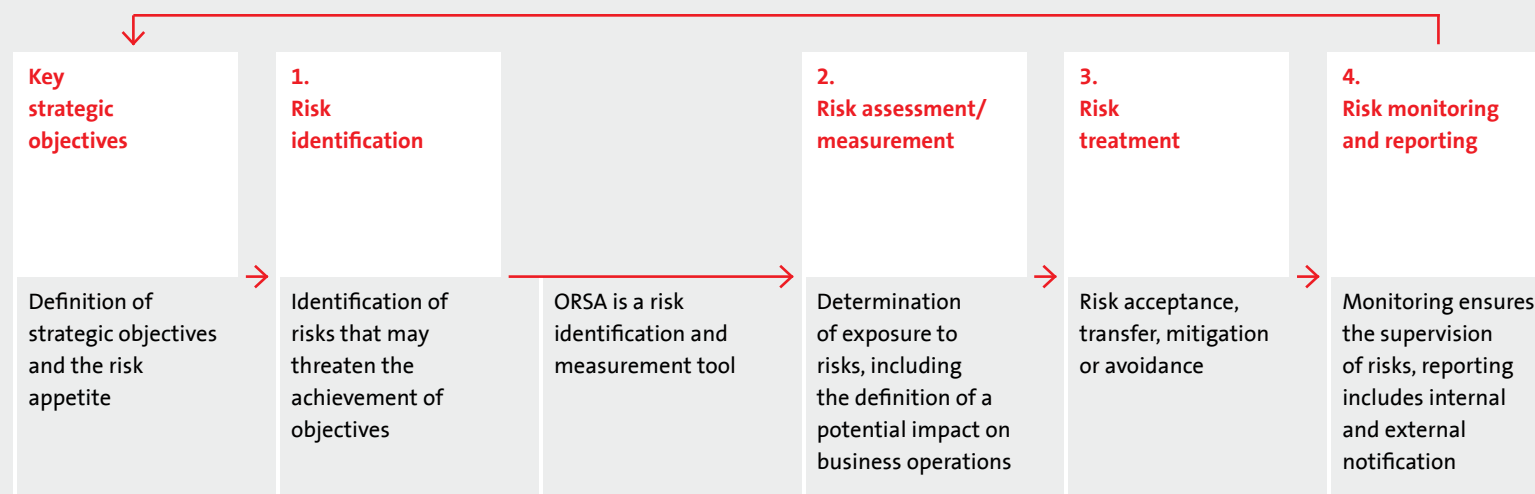 Key
strategic
objectives
Definition of
strategic objectives
and the risk
appetite
1.
Risk
identification
Identification of
risks that may
threaten the
achievement of
objectives
ORSA is a risk
identification and
measurement tool
2.
Risk assessment/
measurement
Determination
of exposure to
risks, including
the definition of a
potential impact on
business operations
3.
Risk
treatment
Risk acceptance,
transfer, mitigation
or avoidance
4.
Risk monitoring
and reporting
Monitoring ensures
the supervision
of risks, reporting
includes internal
and external
notification